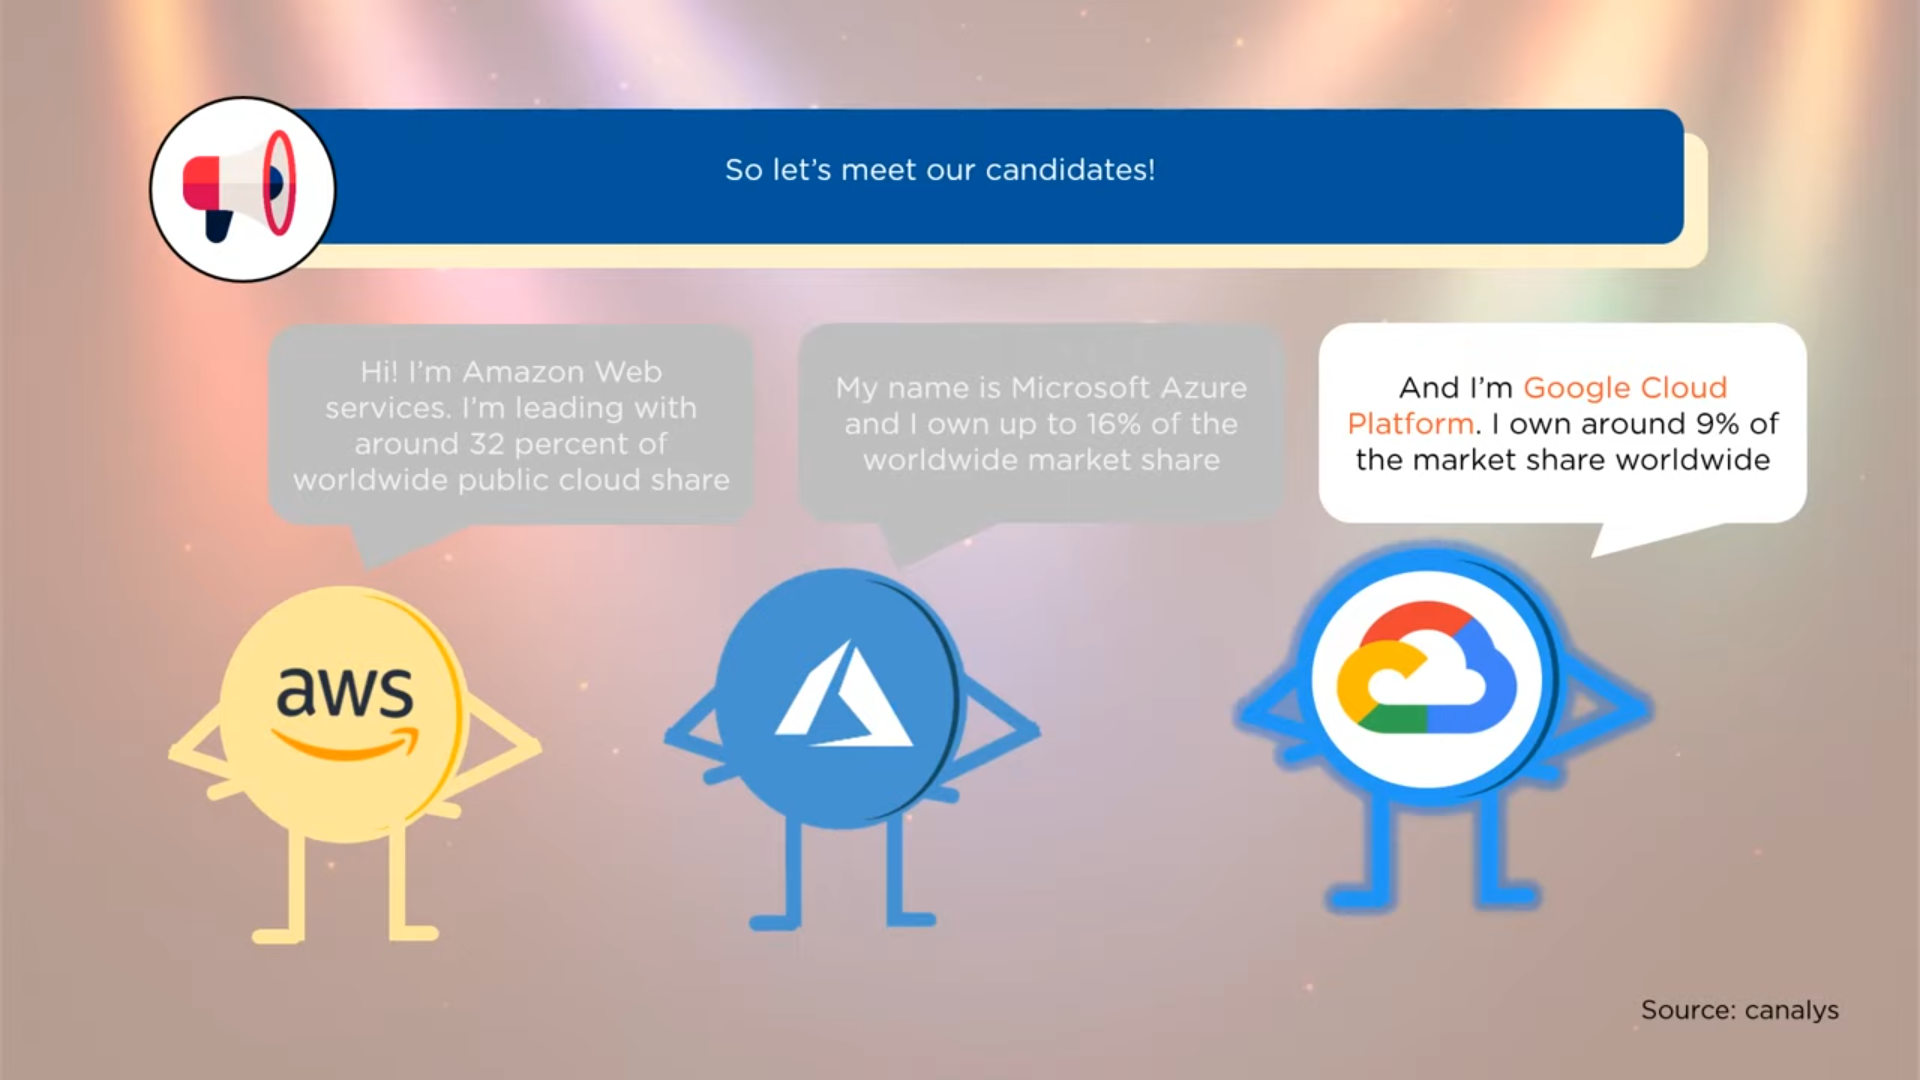 So let's meet our candidates!
Hi! I'm Amazon Web
services. I'm leading with
around 32 percent of
worldwide public cloud share
My name is Microsoft Azure
and I own up to 16% of the
worldwide market share
And I'm Google Cloud
Platform. I own around 9% of
the market share worldwide
aws
Source: canalys